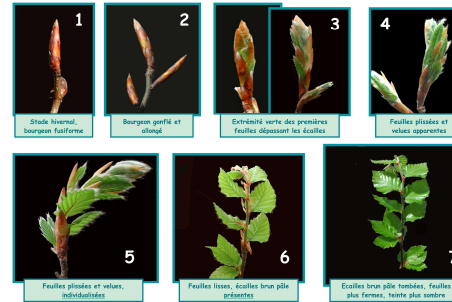 1
2
3
4
Stade hivernal,
bourgeon fusiforme
Bourgeon gonflé et
allongé
Extrémité verte des premières
feuilles dépassant les écailles
Feuilles plissées et
velues apparentes
5
6
7
Feuilles plissées et velues,
individualisées
Feuilles lisses, écailles brun pâle
présentes
Ecailles brun pâle tombées, feuilles
plus fermes, teinte plus sombre